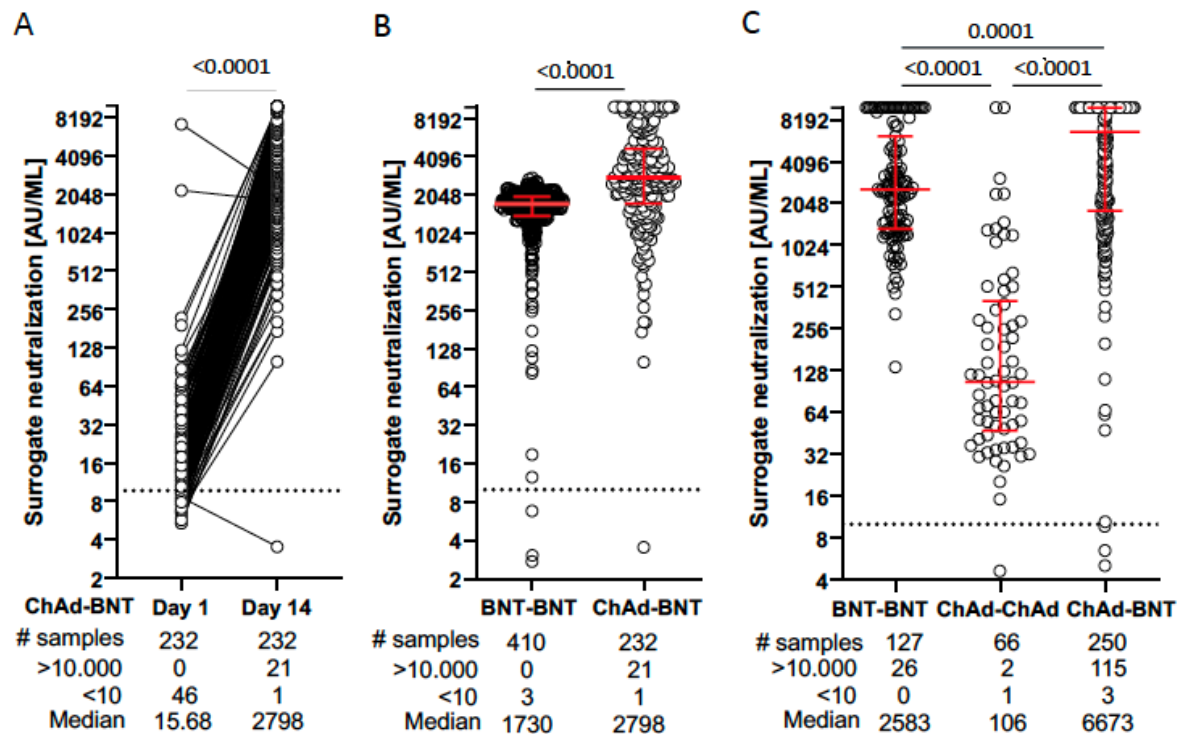 A
<0.0001
Surrogate neutralization [AU/ML]
8192
4096
2048
1024
512
256
128
64
32
16
8
4
2
ChAd-BNT Day 1 Day 14
# samples 232 232
>10.000 0 21
<10 46 1
Median 15.68 2798
B
<0.0001
Surrogate neutralization [AU/ML]
8192
4096
2048
1024
512
256
128
64
32
16
8
4
2
BNT-BNT ChAd-BNT
# samples 410 232
>10.000 0 21
<10 3 1
Median 1730 2798
C
0.0001
<0.0001 <0.0001
Surrogate neutralization [AU/ML]
8192
4096
2048
1024
512
256
128
64
32
16
8
4
BNT-BNT ChAd-ChAd ChAd-BNT
# samples 127 66 250
>10.000 26 2 115
<10 0 1 3
Median 2583 106 6673